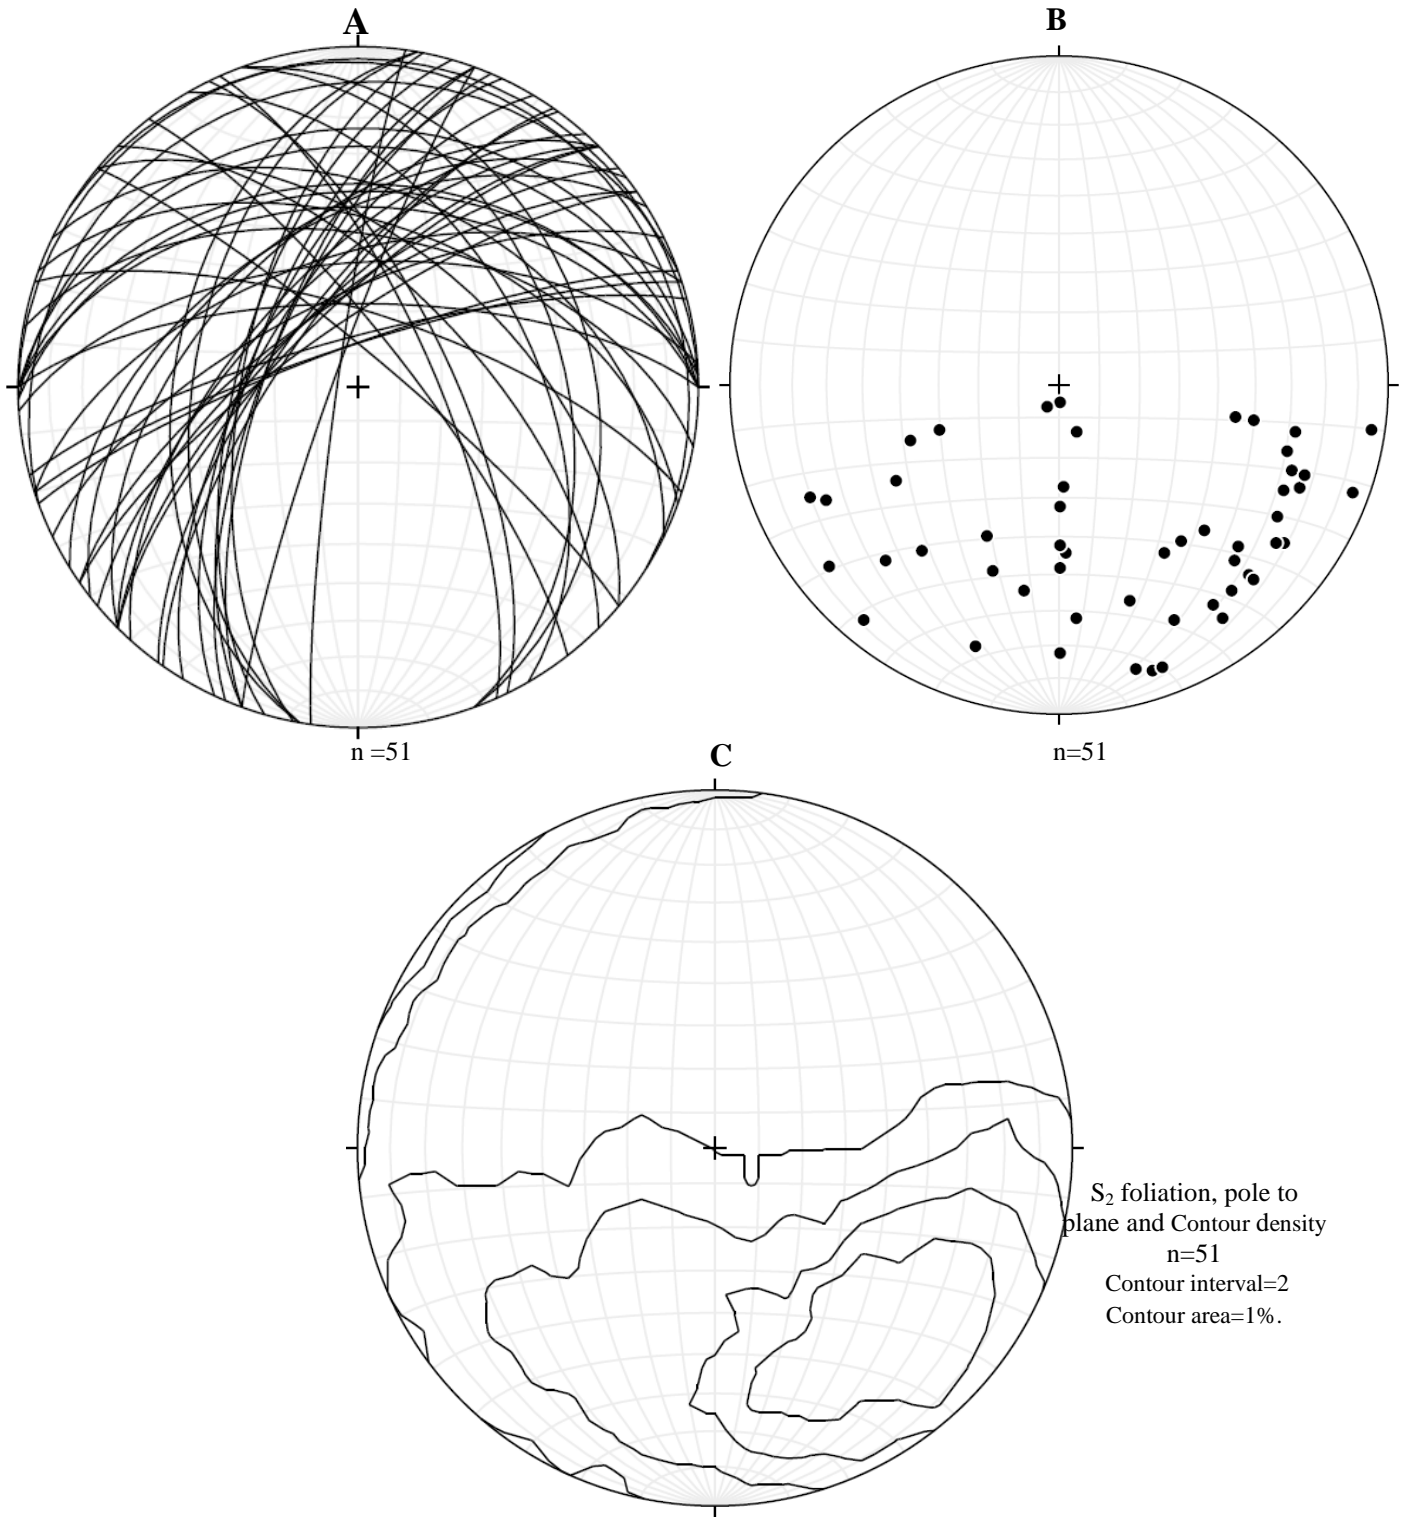 A
B
n =51
n=51
C
S₂ foliation, pole to
plane and Contour density
n=51
Contour interval=2
Contour area=1%.